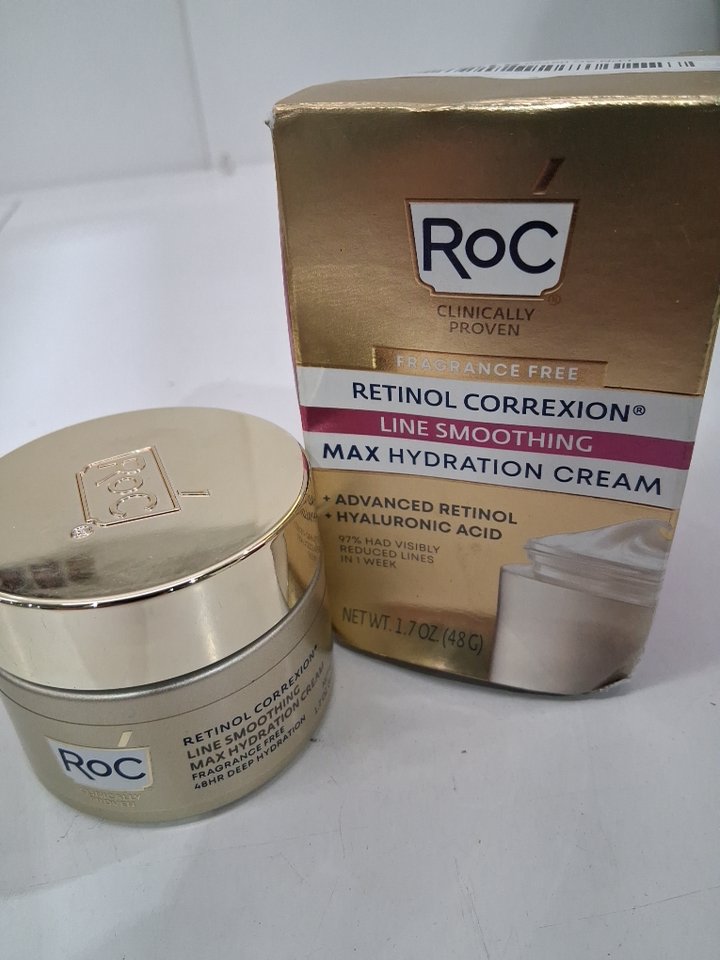 RoC
®
CLINICALLY
PROVEN
FRAGRANCE FREE
RETINOL CORREXION®
LINE SMOOTHING
MAX HYDRATION CREAM
+ ADVANCED RETINOL
+ HYALURONIC ACID
97% HAD VISIBLY
REDUCED LINES
IN 1 WEEK
NET WT. 1.7 OZ. (48 G)
RoC
®
RoC
CLINICALLY
PROVEN
RETINOL CORREXION®
LINE SMOOTHING
MAX HYDRATION CREAM
FRAGRANCE FREE
48HR DEEP HYDRATION